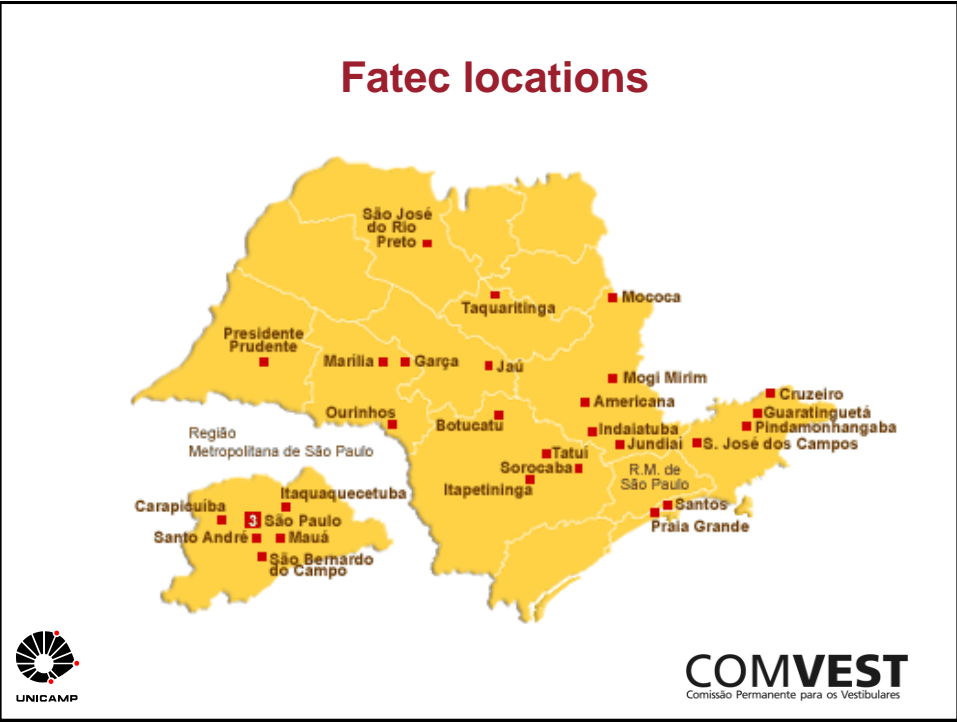 Fatec locations
São José
do Rio
Preto
Taquaritinga
Mococa
Presidente
Prudente
Marília
Garça
Jaú
Mogi Mirim
Cruzeiro
Americana
Guaratinguetá
Ourinhos
Botucatu
Indaiatuba
Pindamonhangaba
Jundiaí
S. José dos Campos
Região
Metropolitana de São Paulo
Tatuí
Sorocaba
R.M. de
São Paulo
Itapetininga
Itaquaquecetuba
Carapicuíba
3 São Paulo
Santos
Praia Grande
Santo André
Mauá
São Bernardo
do Campo
UNICAMP
COMVEST
Comissão Permanente para os Vestibulares